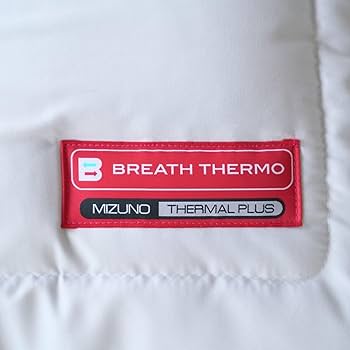 B BREATH THERMO
MIZUNO THERMAL PLUS